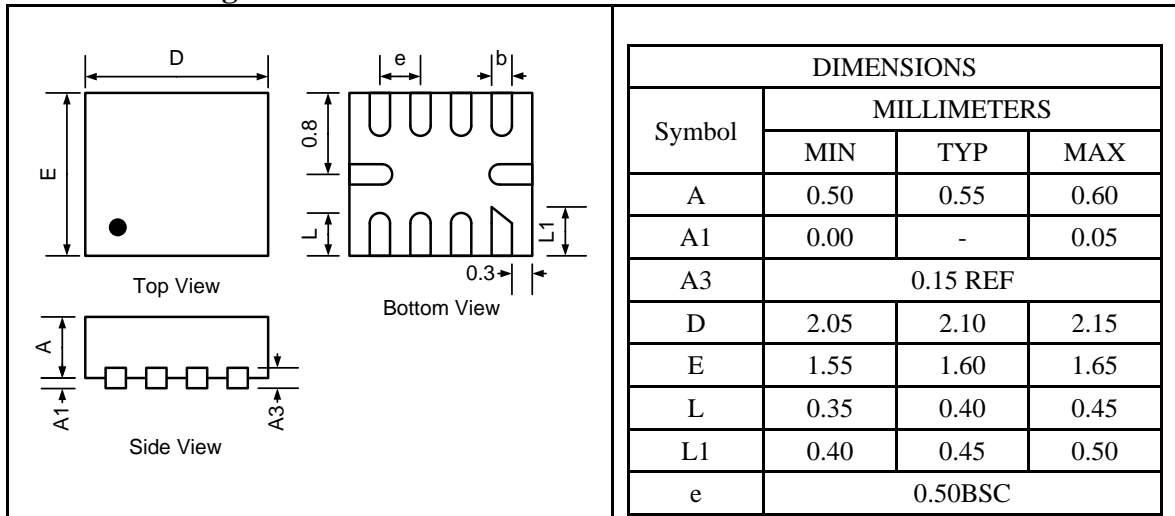 D
E
Top View
A
A1
A3
Side View
e
b
0.8
L
L1
0.3
Bottom View
DIMENSIONS
Symbol MILLIMETERS
MIN TYP MAX
A 0.50 0.55 0.60
A1 0.00 - 0.05
A3 0.15 REF
D 2.05 2.10 2.15
E 1.55 1.60 1.65
L 0.35 0.40 0.45
L1 0.40 0.45 0.50
e 0.50BSC